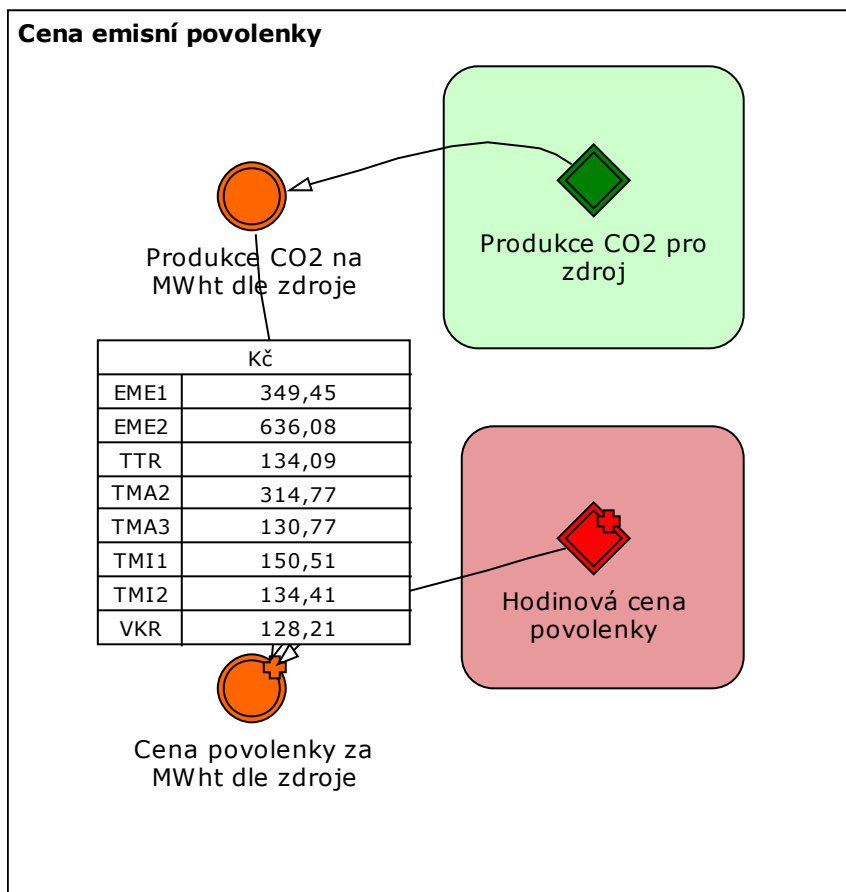 Cena emisní povolenky
Produkce CO2 na
MWht dle zdroje
Produkce CO2 pro
zdroj
Kč
EME1 349,45
EME2 636,08
TTR 134,09
TMA2 314,77
TMA3 130,77
TMI1 150,51
TMI2 134,41
VKR 128,21
Hodinová cena
povolenky
Cena povolenky za
MWht dle zdroje